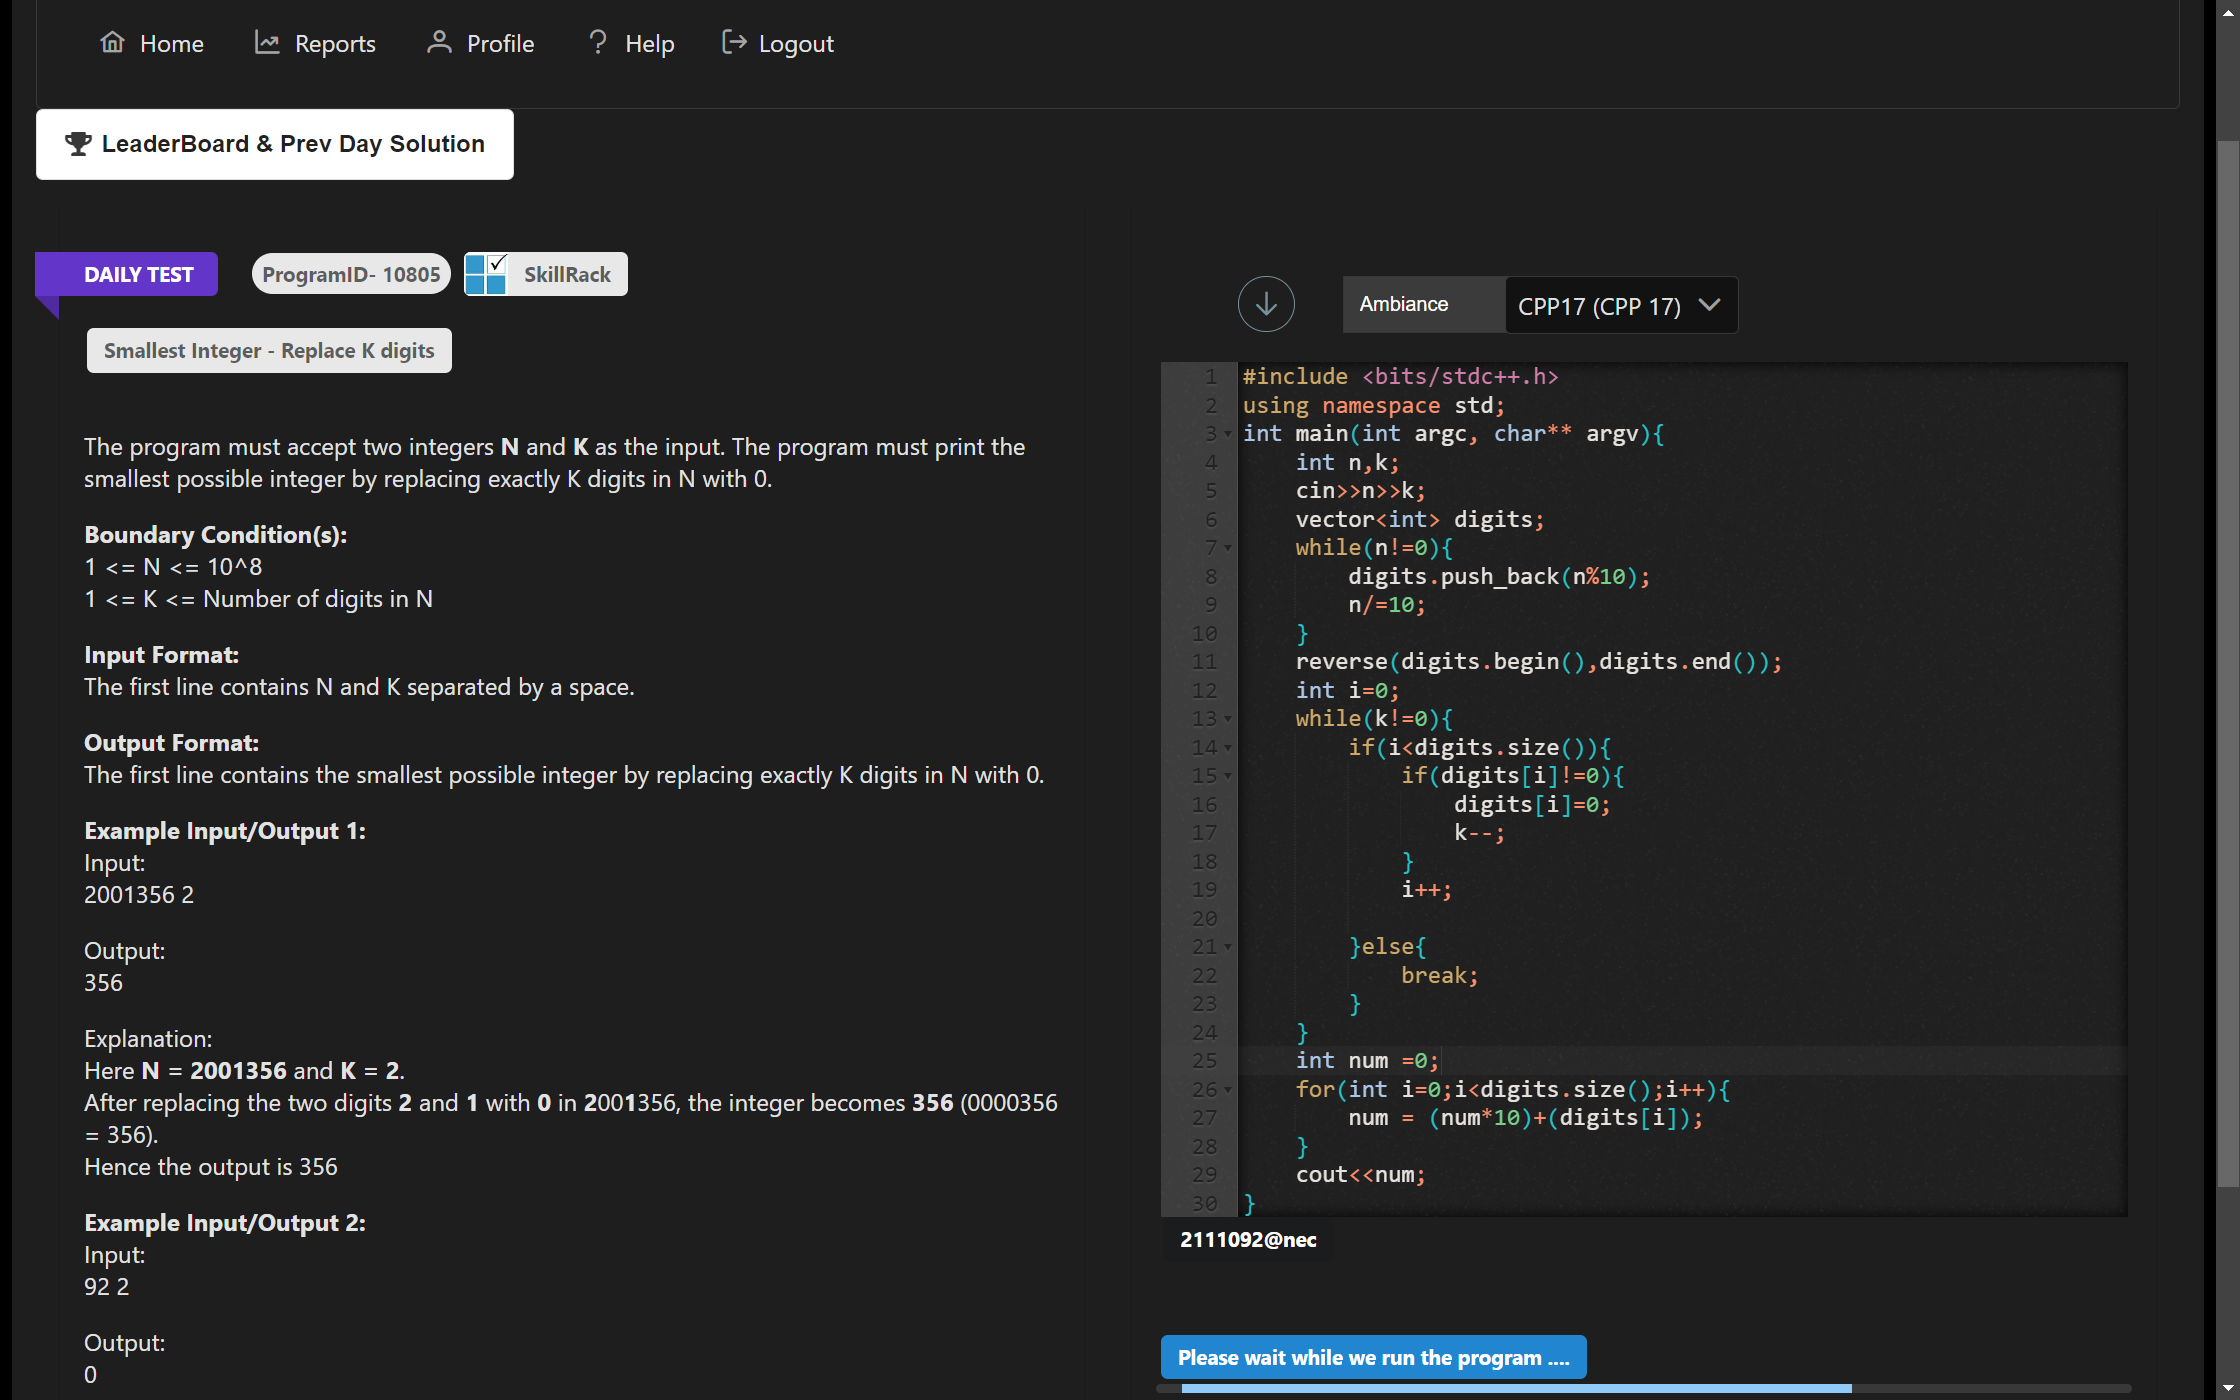 Home Reports Profile ? Help Logout
LeaderBoard & Prev Day Solution
DAILY TEST ProgramID- 10805 SkillRack
Smallest Integer - Replace K digits
The program must accept two integers N and K as the input. The program must print the
smallest possible integer by replacing exactly K digits in N with 0.
Boundary Condition(s):
1 <= N <= 10^8
1 <= K <= Number of digits in N
Input Format:
The first line contains N and K separated by a space.
Output Format:
The first line contains the smallest possible integer by replacing exactly K digits in N with 0.
Example Input/Output 1:
Input:
2001356 2
Output:
356
Explanation:
Here N = 2001356 and K = 2.
After replacing the two digits 2 and 1 with 0 in 2001356, the integer becomes 356 (0000356
= 356).
Hence the output is 356
Example Input/Output 2:
Input:
92 2
Output:
0
Ambiance CPP17 (CPP 17)
1 #include <bits/stdc++.h>
2 using namespace std;
3 int main(int argc, char** argv){
4     int n,k;
5     cin>>n>>k;
6     vector<int> digits;
7     while(n!=0){
8         digits.push_back(n%10);
9         n/=10;
10     }
11     reverse(digits.begin(),digits.end());
12     int i=0;
13     while(k!=0){
14         if(i<digits.size()){
15             if(digits[i]!=0){
16                 digits[i]=0;
17                 k--;
18             }
19             i++;
20
21         }else{
22             break;
23         }
24     }
25     int num =0;
26     for(int i=0;i<digits.size();i++){
27         num = (num*10)+(digits[i]);
28     }
29     cout<<num;
30 }
2111092@nec
Please wait while we run the program ....